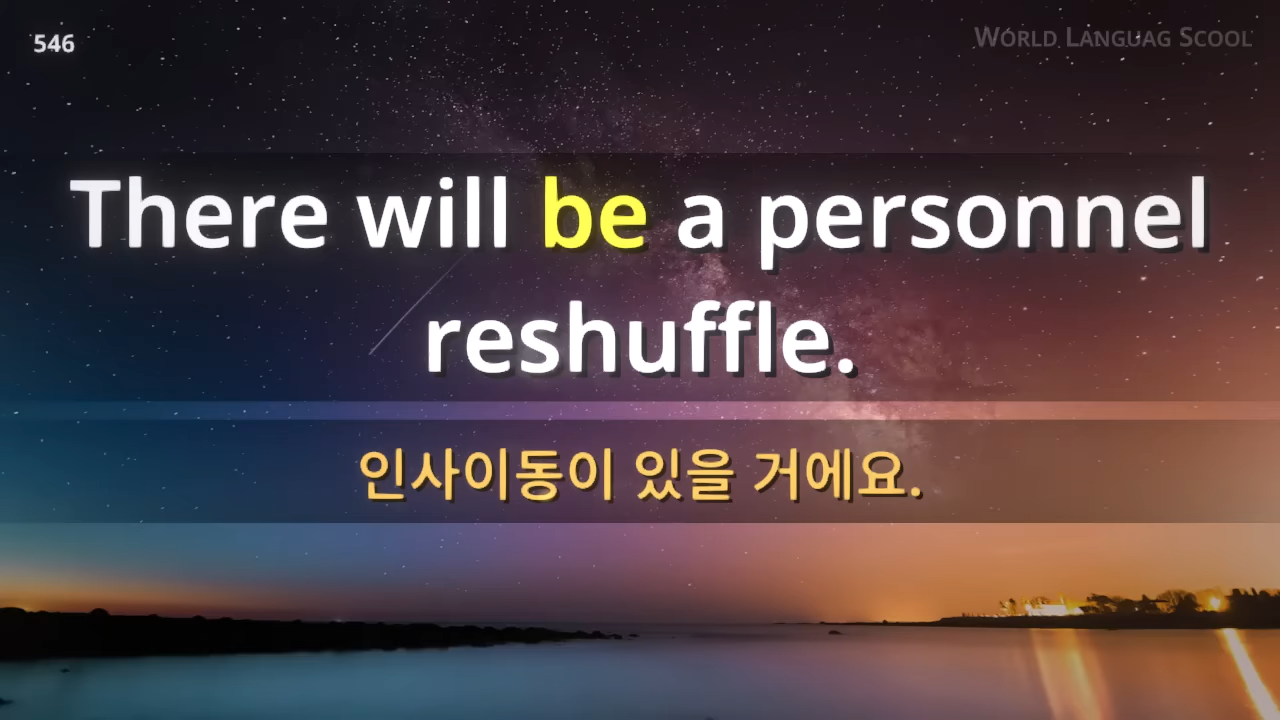 546
WORLD LANGUAG SCOOL
There will be a personnel
reshuffle.
인사이동이 있을 거에요.